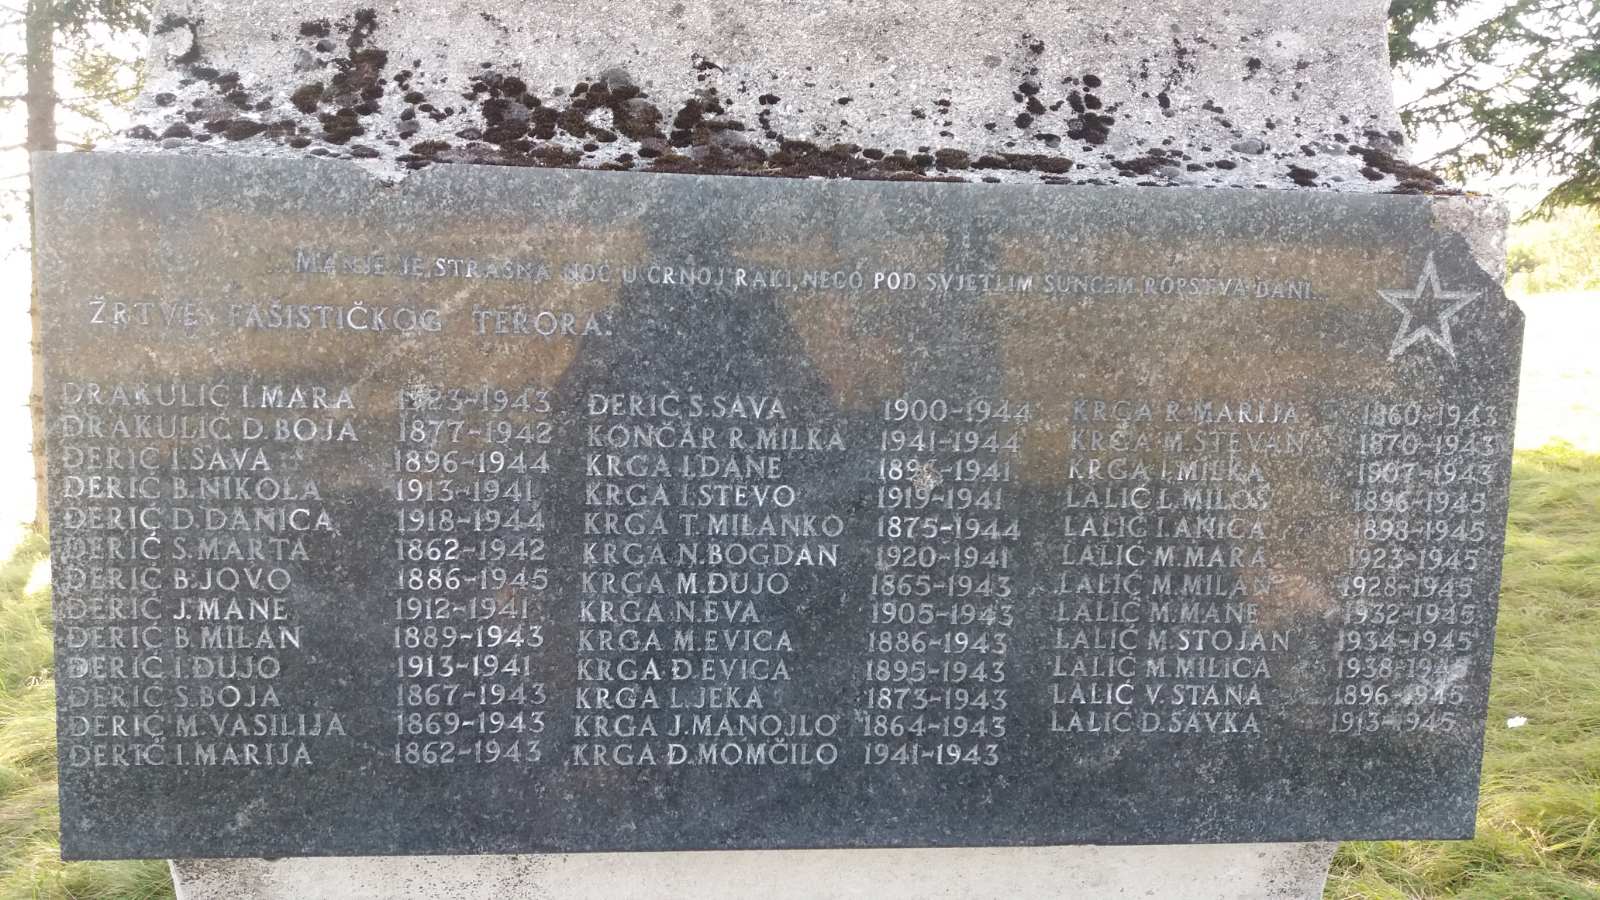 ...MANJE JE STRAŠNA NOĆ U CRNOJ RAKI, NEGO POD SVJETLIM SUNCEM ROPSTVA DANI...
ŽRTVE FAŠISTIČKOG TERORA:
DRAKULIĆ I. MARA 1923-1943
DRAKULIĆ D. BOJA 1877-1942
ĐERIĆ I. SAVA 1896-1944
ĐERIĆ B. NIKOLA 1913-1941
ĐERIĆ D. DANICA 1918-1944
ĐERIĆ S. MARTA 1862-1942
ĐERIĆ B. JOVO 1886-1945
ĐERIĆ J. MANE 1912-1941
ĐERIĆ B. MILAN 1889-1943
ĐERIĆ I. ĐUJO 1913-1941
ĐERIĆ S. BOJA 1867-1943
ĐERIĆ M. VASILIJA 1869-1943
ĐERIĆ I. MARIJA 1862-1943
ĐERIĆ S. SAVA 1900-1944
KONČAR R. MILKA 1941-1944
KRGA I. DANE
KRGA I. STEVO 1919-1941
KRGA T. MILANKO 1875-1944
KRGA N. BOGDAN 1920-1941
KRGA M. ĐUJO 1865-1943
KRGA N. EVA 1905-1943
KRGA M. EVICA 1886-1943
KRGA Đ. EVICA 1895-1943
KRGA L. JEKA 1873-1943
KRGA J. MANOJLO 1864-1943
KRGA Đ. MOMČILO 1941-1943
KRGA R. MARIJA 1860-1943
KRGA M. STEVAN 1870-1943
KRGA I. MILKA 1907-1943
LALIĆ L. MILOŠ 1896-1945
LALIĆ I. ANICA 1898-1945
LALIĆ M. MARA 1923-1945
LALIĆ M. MILAN 1928-1945
LALIĆ M. MANE 1932-1945
LALIĆ M. STOJAN 1934-1945
LALIĆ M. MILICA 1938-1945
LALIĆ V. STANA 1896-1945
LALIĆ D. SAVKA 1913-1945